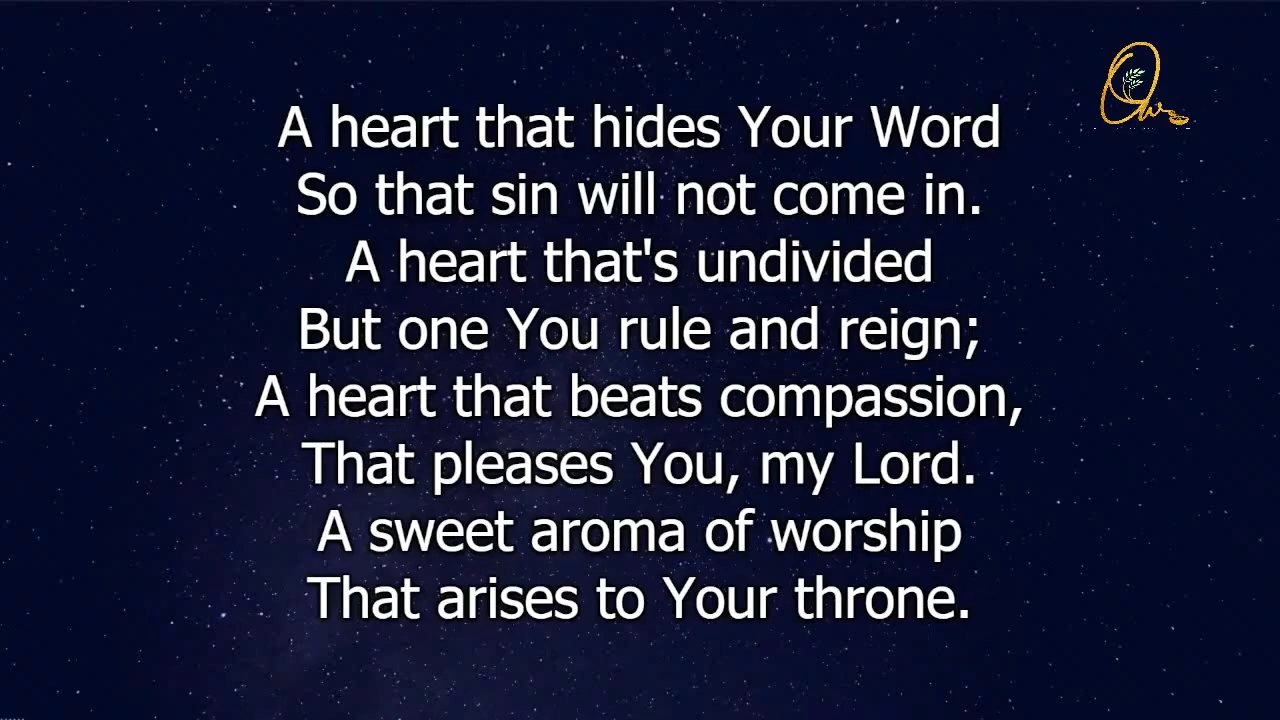 A heart that hides Your Word
So that sin will not come in.
A heart that's undivided
But one You rule and reign;
A heart that beats compassion,
That pleases You, my Lord.
A sweet aroma of worship
That arises to Your throne.